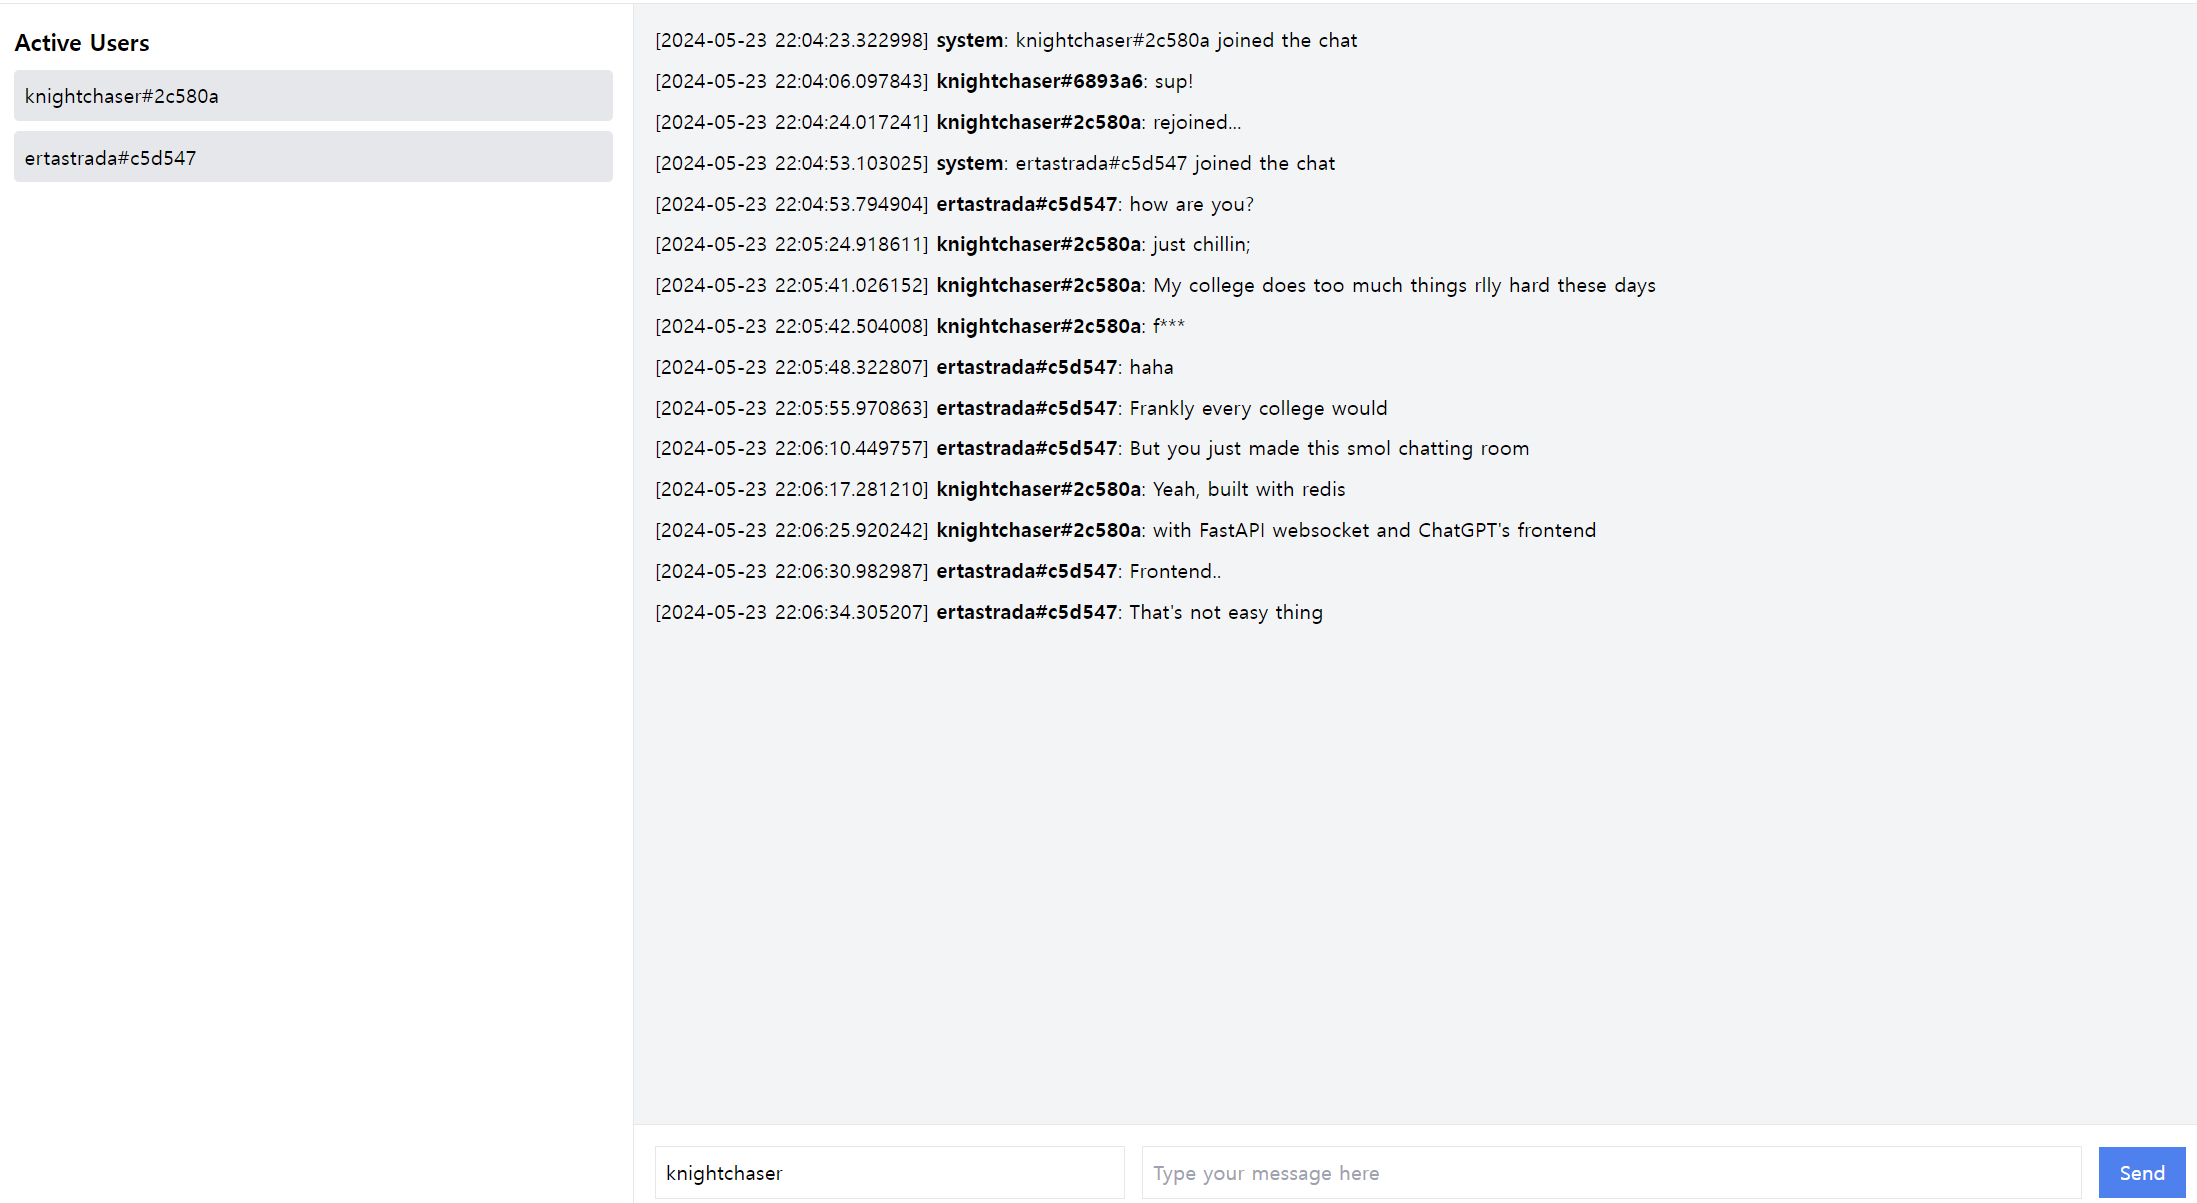 Active Users
knightchaser#2c580a
ertastrada#c5d547
[2024-05-23 22:04:23.322998] system: knightchaser#2c580a joined the chat
[2024-05-23 22:04:06.097843] knightchaser#6893a6: sup!
[2024-05-23 22:04:24.017241] knightchaser#2c580a: rejoined...
[2024-05-23 22:04:53.103025] system: ertastrada#c5d547 joined the chat
[2024-05-23 22:04:53.794904] ertastrada#c5d547: how are you?
[2024-05-23 22:05:24.918611] knightchaser#2c580a: just chillin;
[2024-05-23 22:05:41.026152] knightchaser#2c580a: My college does too much things rlly hard these days
[2024-05-23 22:05:42.504008] knightchaser#2c580a: f***
[2024-05-23 22:05:48.322807] ertastrada#c5d547: haha
[2024-05-23 22:05:55.970863] ertastrada#c5d547: Frankly every college would
[2024-05-23 22:06:10.449757] ertastrada#c5d547: But you just made this smol chatting room
[2024-05-23 22:06:17.281210] knightchaser#2c580a: Yeah, built with redis
[2024-05-23 22:06:25.920242] knightchaser#2c580a: with FastAPI websocket and ChatGPT's frontend
[2024-05-23 22:06:30.982987] ertastrada#c5d547: Frontend..
[2024-05-23 22:06:34.305207] ertastrada#c5d547: That's not easy thing
knightchaser
Type your message here
Send